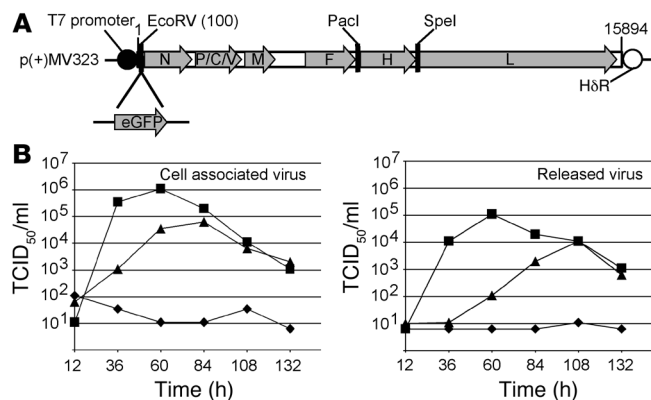 A
T7 promoter
1
EcoRV (100)
PacI
SpeI
15894
p(+)MV323
N
P/C/V
M
F
H
L
HδR
eGFP
B
10^7
10^6
10^5
10^4
10^3
10^2
10^1
TCID50/ml
Cell associated virus
12 36 60 84 108 132
Time (h)
10^7
10^6
10^5
10^4
10^3
10^2
10^1
TCID50/ml
Released virus
12 36 60 84 108 132
Time (h)